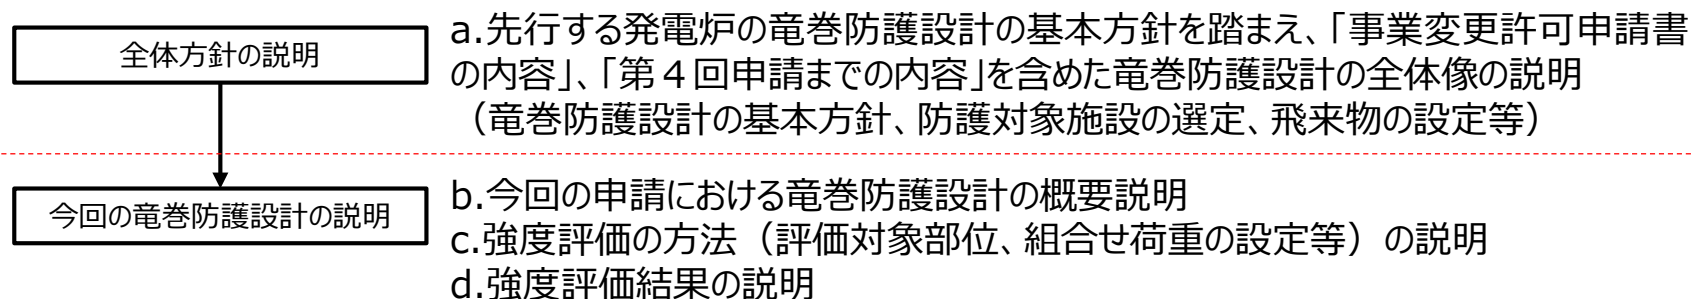 全体方針の説明
a.先行する発電炉の竜巻防護設計の基本方針を踏まえ、「事業変更許可申請書
の内容」、「第４回申請までの内容」を含めた竜巻防護設計の全体像の説明
（竜巻防護設計の基本方針、防護対象施設の選定、飛来物の設定等）
今回の竜巻防護設計の説明
b.今回の申請における竜巻防護設計の概要説明
c.強度評価の方法（評価対象部位、組合せ荷重の設定等）の説明
d.強度評価結果の説明